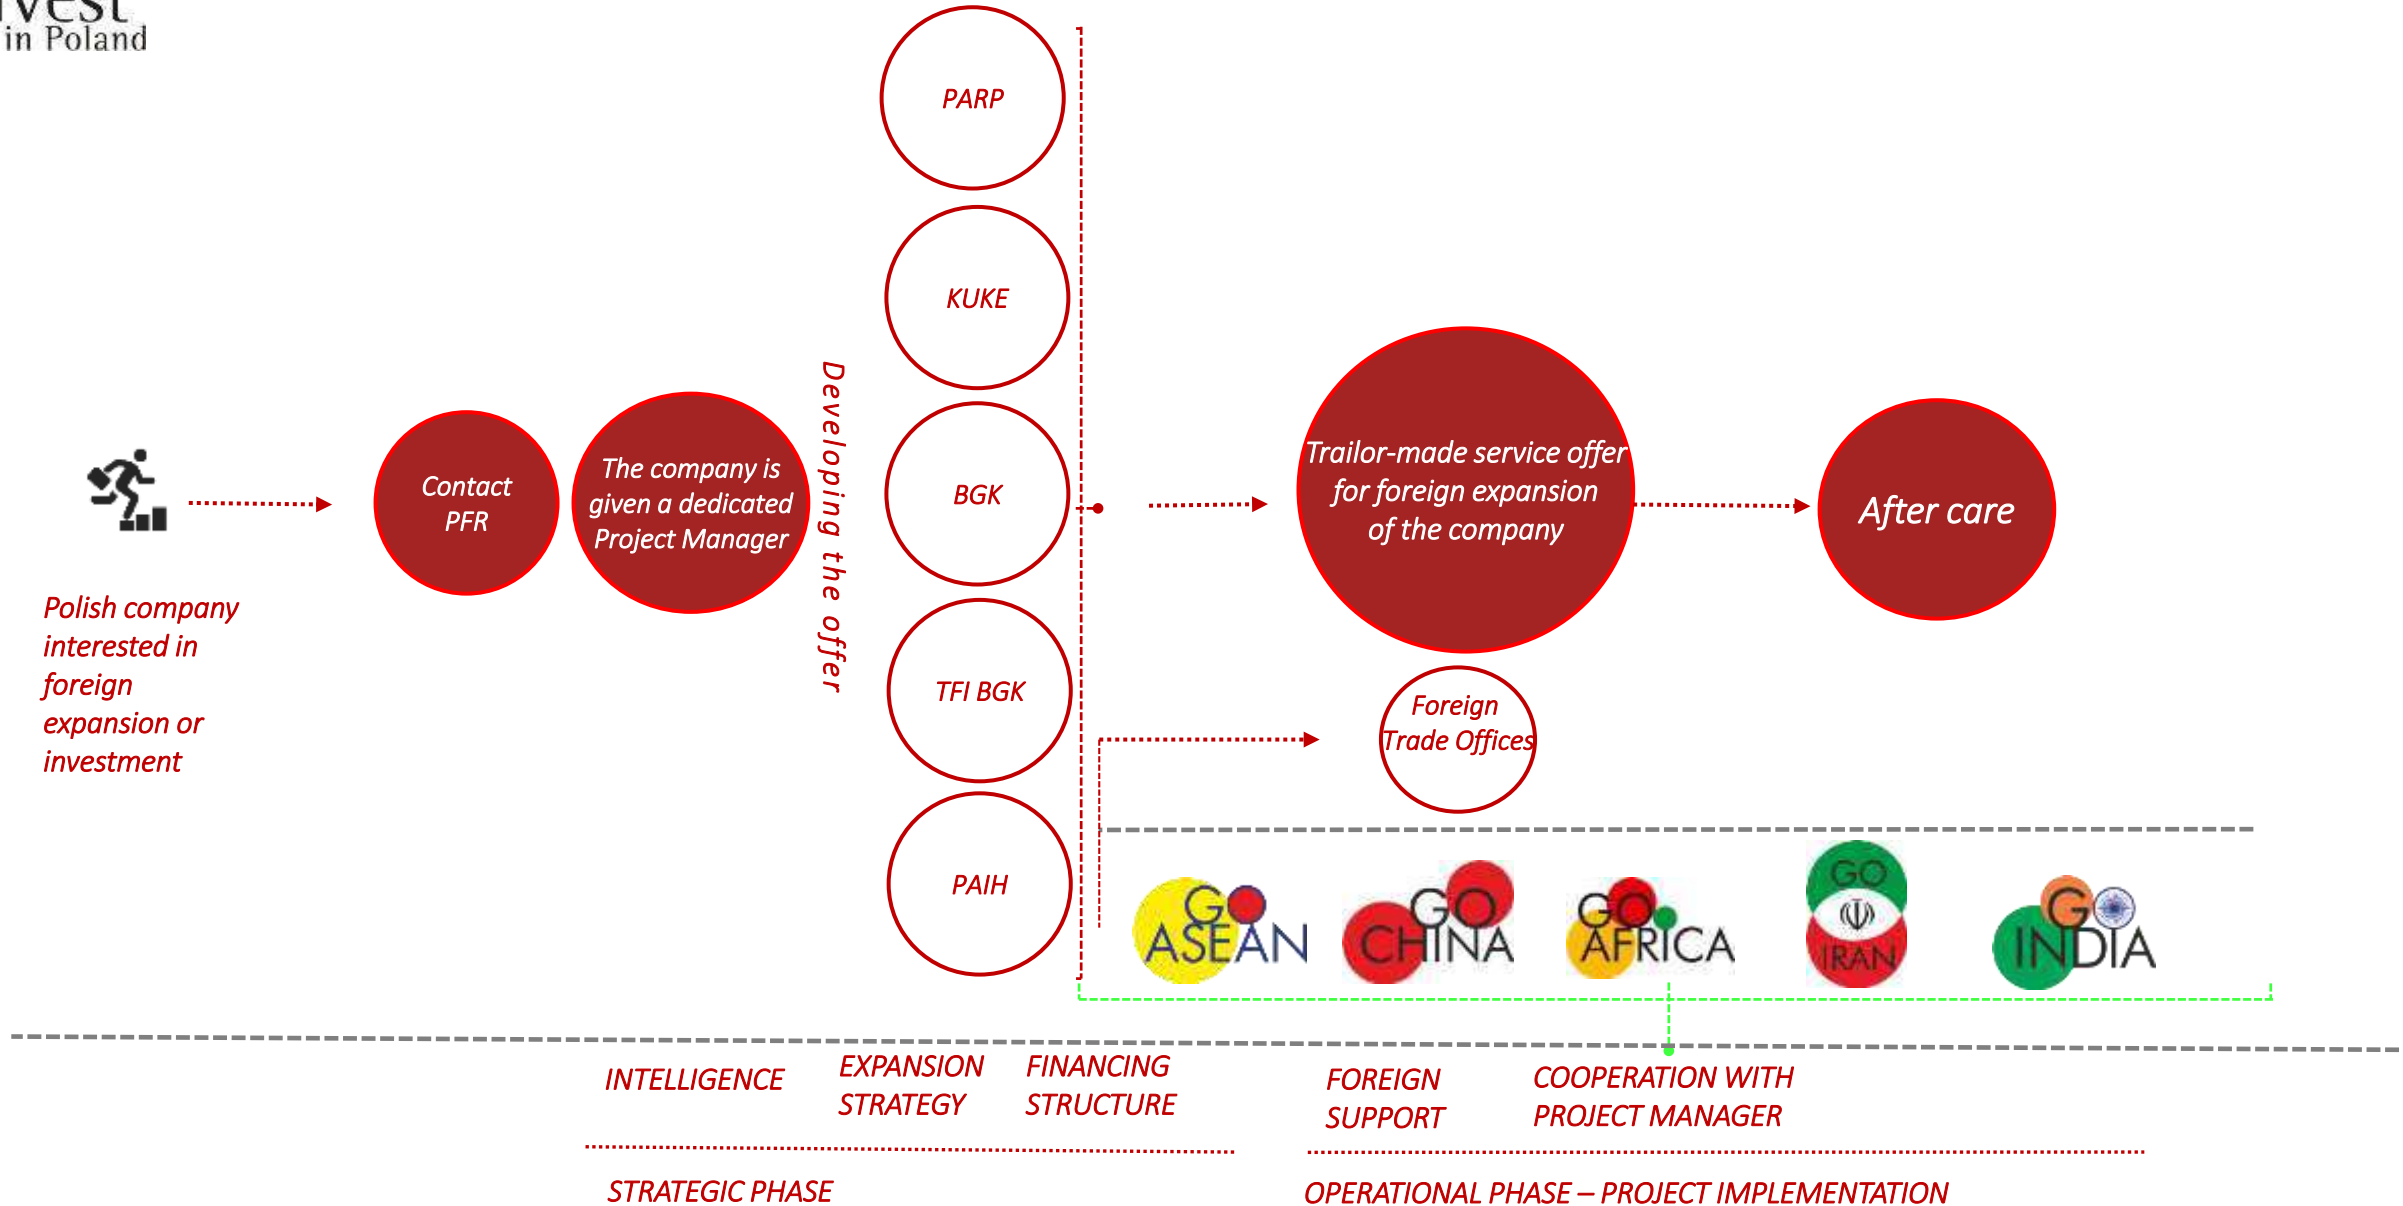 in Poland
PARP
KUKE
BGK
TFI BGK
PAIH
Developing the offer
Contact
PFR
The company is
given a dedicated
Project Manager
Polish company
interested in
foreign
expansion or
investment
Trailor-made service offer
for foreign expansion
of the company
After care
Foreign
Trade Offices
GO
ASEAN
GO
CHINA
GO
AFRICA
GO
IRAN
GO
INDIA
INTELLIGENCE
EXPANSION
STRATEGY
FINANCING
STRUCTURE
FOREIGN
SUPPORT
COOPERATION WITH
PROJECT MANAGER
STRATEGIC PHASE
OPERATIONAL PHASE – PROJECT IMPLEMENTATION